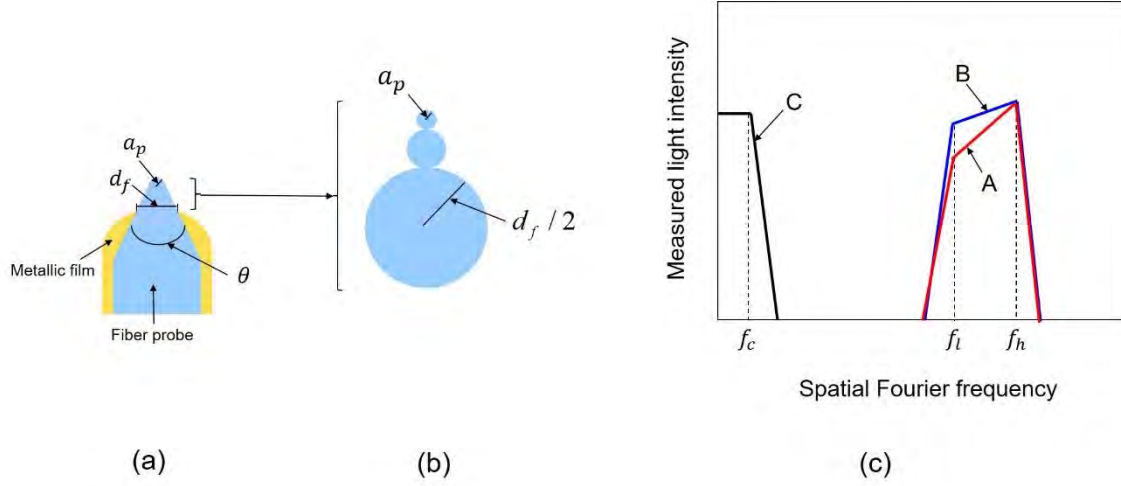 a_p
d_f
Metallic film
θ
Fiber probe
(a)
a_p
d_f / 2
(b)
Measured light intensity
C
B
A
f_c
f_l
f_h
Spatial Fourier frequency
(c)